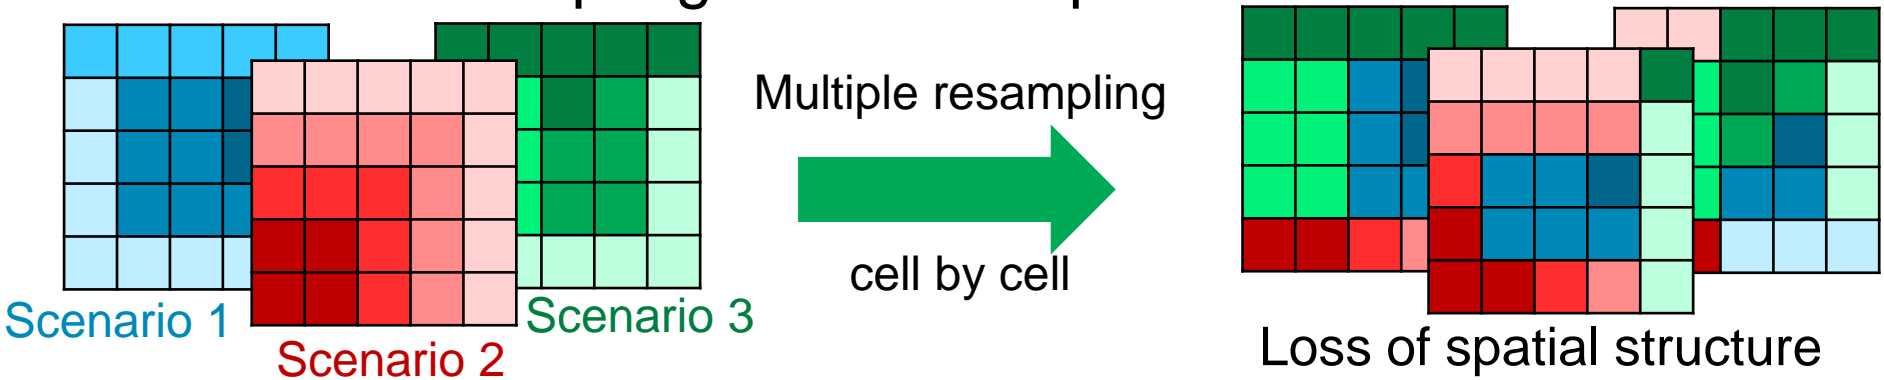 Scenario 1
Scenario 2
Scenario 3
Multiple resampling
cell by cell
Loss of spatial structure